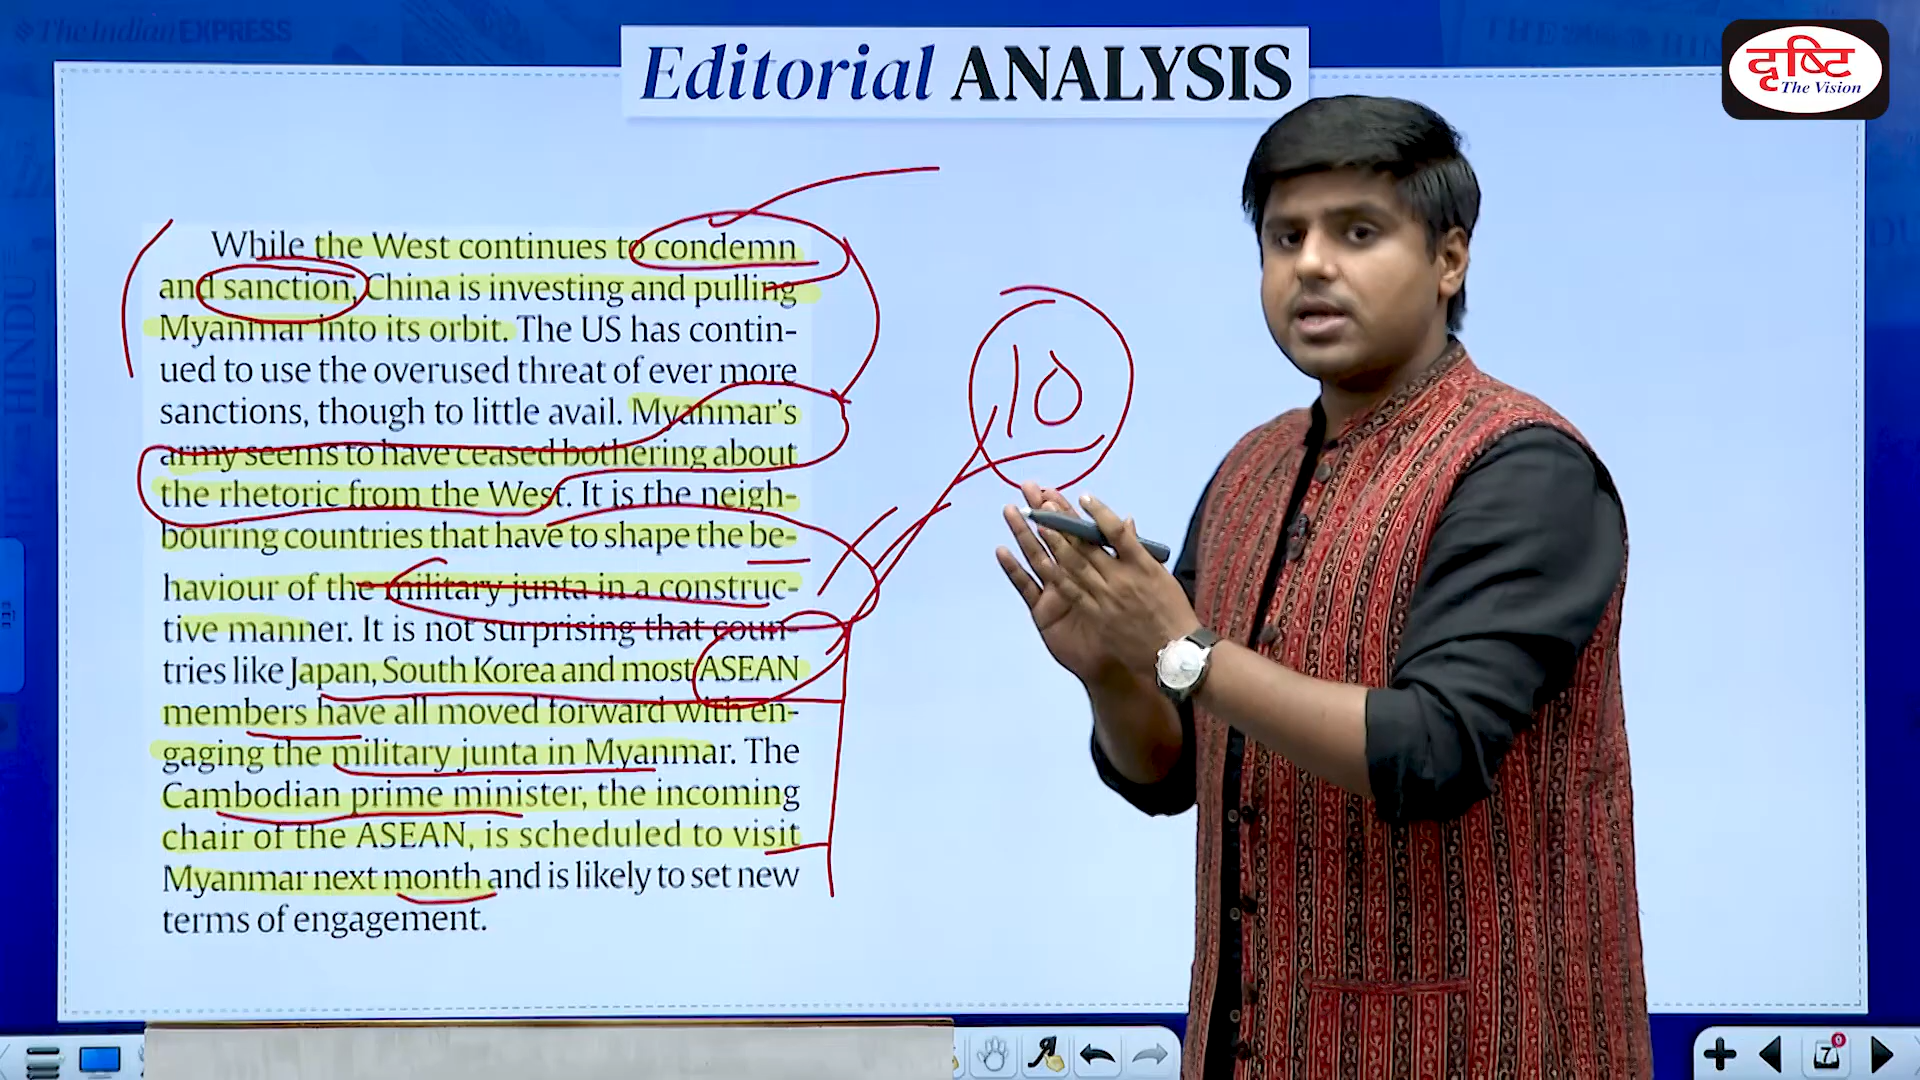 The Indian EXPRESS
Editorial ANALYSIS
दृष्टि
The Vision
While the West continues to condemn
and sanction, China is investing and pulling
Myanmar into its orbit. The US has contin-
ued to use the overused threat of ever more
sanctions, though to little avail. Myanmar's
army seems to have ceased bothering about
the rhetoric from the West. It is the neigh-
bouring countries that have to shape the be-
haviour of the military junta in a construc-
tive manner. It is not surprising that coun-
tries like Japan, South Korea and most ASEAN
members have all moved forward with en-
gaging the military junta in Myanmar. The
Cambodian prime minister, the incoming
chair of the ASEAN, is scheduled to visit
Myanmar next month and is likely to set new
terms of engagement.
10
HINDU
7